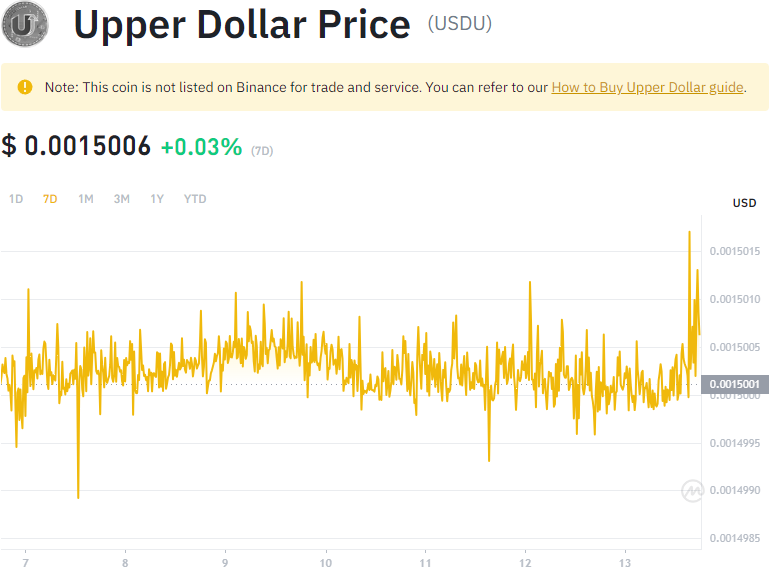 Upper Dollar Price (USDU)
Note: This coin is not listed on Binance for trade and service. You can refer to our How to Buy Upper Dollar guide.
$ 0.0015006 +0.03% (7D)
1D 7D 1M 3M 1Y YTD
USD
0.0015015
0.0015010
0.0015005
0.0015001
0.0015000
0.0014995
0.0014990
0.0014985
7 8 9 10 11 12 13